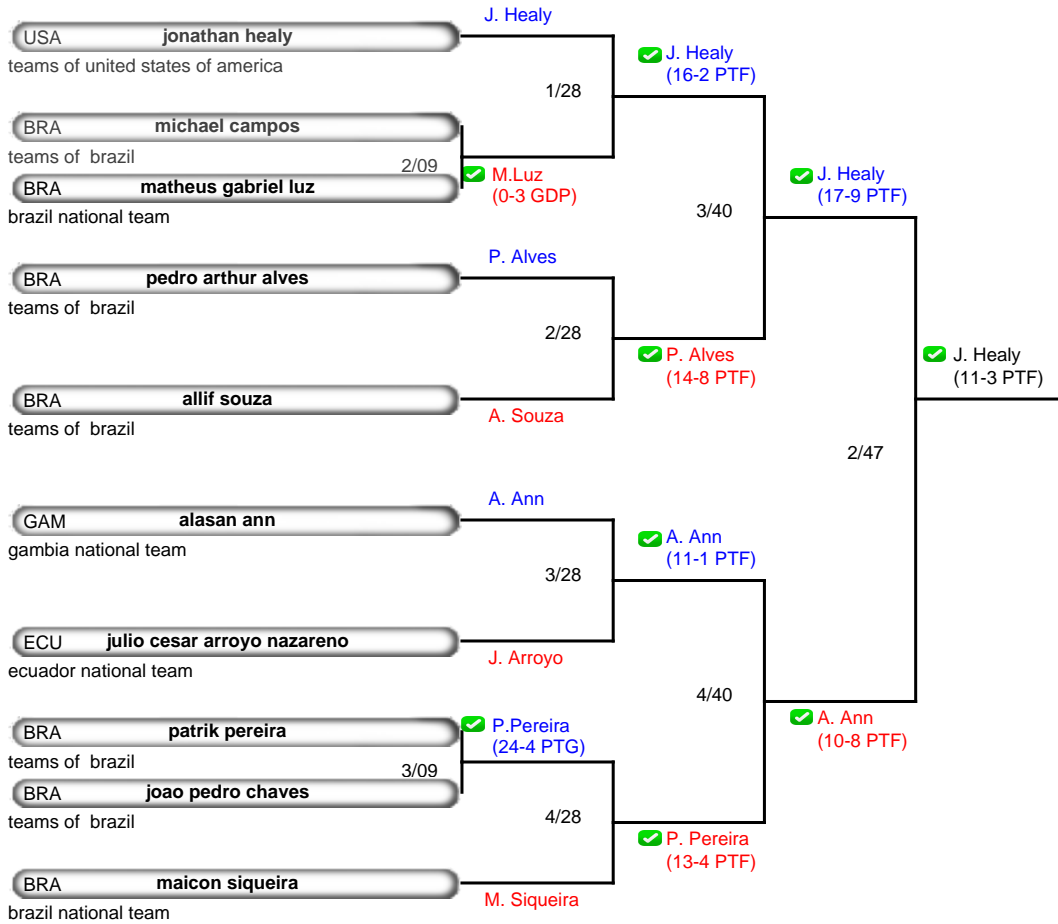 J. Healy
USA jonathan healy
teams of united states of america
J. Healy
(16-2 PTF)
1/28
BRA michael campos
teams of  brazil
2/09
M.Luz
(0-3 GDP)
BRA matheus gabriel luz
brazil national team
J. Healy
(17-9 PTF)
3/40
P. Alves
BRA pedro arthur alves
teams of  brazil
2/28
P. Alves
(14-8 PTF)
J. Healy
(11-3 PTF)
BRA allif souza
teams of  brazil
A. Souza
2/47
A. Ann
GAM alasan ann
gambia national team
A. Ann
(11-1 PTF)
3/28
ECU julio cesar arroyo nazareno
ecuador national team
J. Arroyo
4/40
A. Ann
(10-8 PTF)
P.Pereira
(24-4 PTG)
BRA patrik pereira
teams of  brazil
3/09
BRA joao pedro chaves
teams of  brazil
4/28
P. Pereira
(13-4 PTF)
BRA maicon siqueira
brazil national team
M. Siqueira